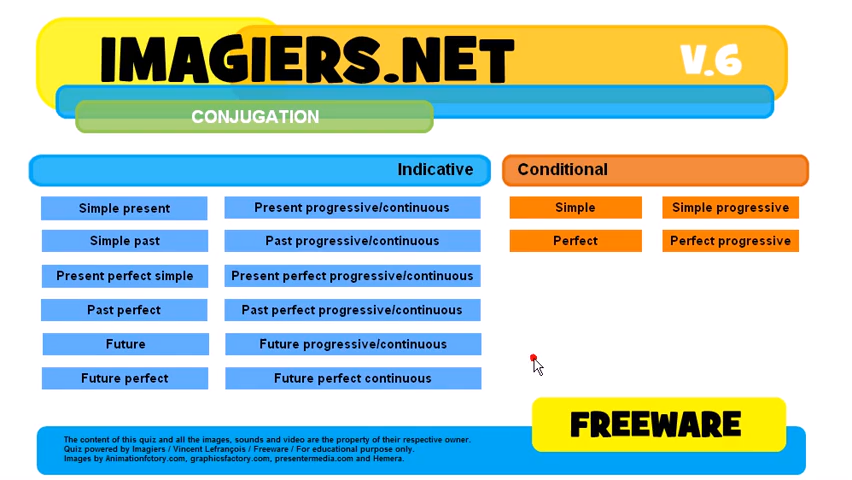 IMAGIERS.NET
V.6
CONJUGATION
Indicative
Conditional
Simple present
Present progressive/continuous
Simple
Simple progressive
Simple past
Past progressive/continuous
Perfect
Perfect progressive
Present perfect simple
Present perfect progressive/continuous
Past perfect
Past perfect progressive/continuous
Future
Future progressive/continuous
Future perfect
Future perfect continuous
FREEWARE
The content of this quiz and all the images, sounds and video are the property of their respective owner.
Quiz powered by Imagiers / Vincent Lefrançois / Freeware / For educational purpose only.
Images by Animationfotory.com, graphicsfactory.com, presentermedia.com and Hemera.